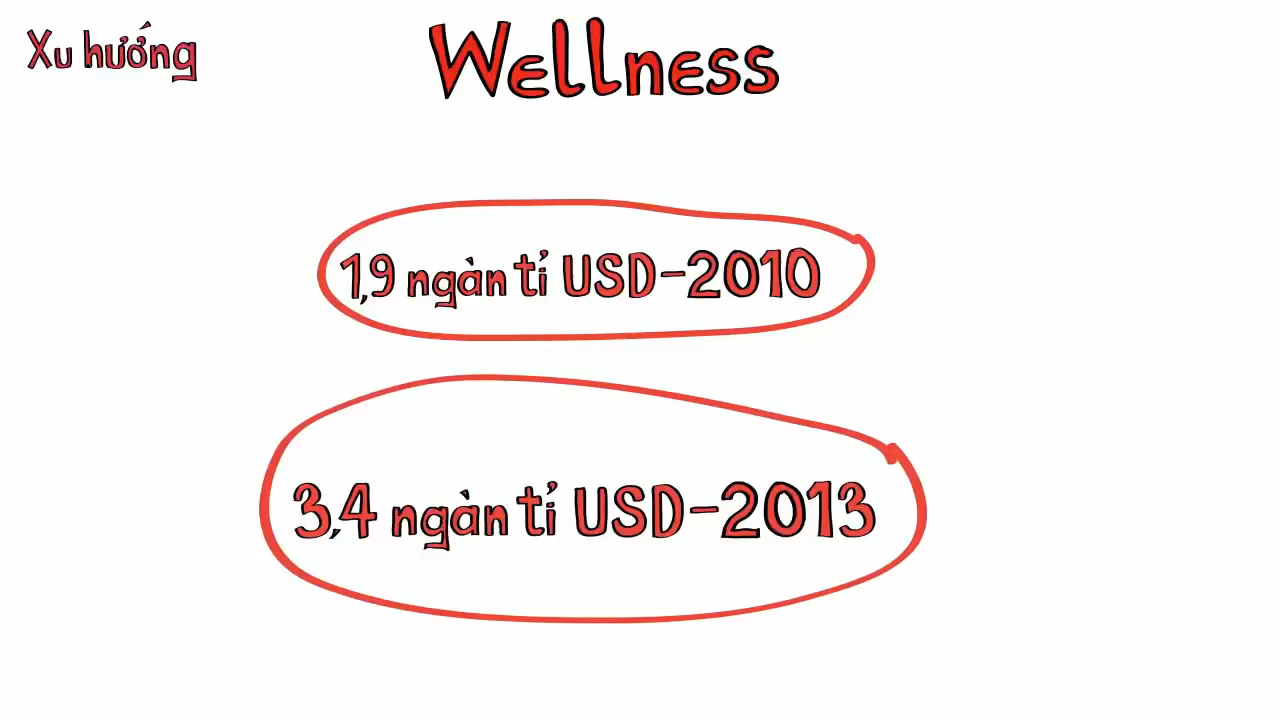 Xu hướng
Wellness
1,9 ngàn tỉ USD-2010
3,4 ngàn tỉ USD-2013